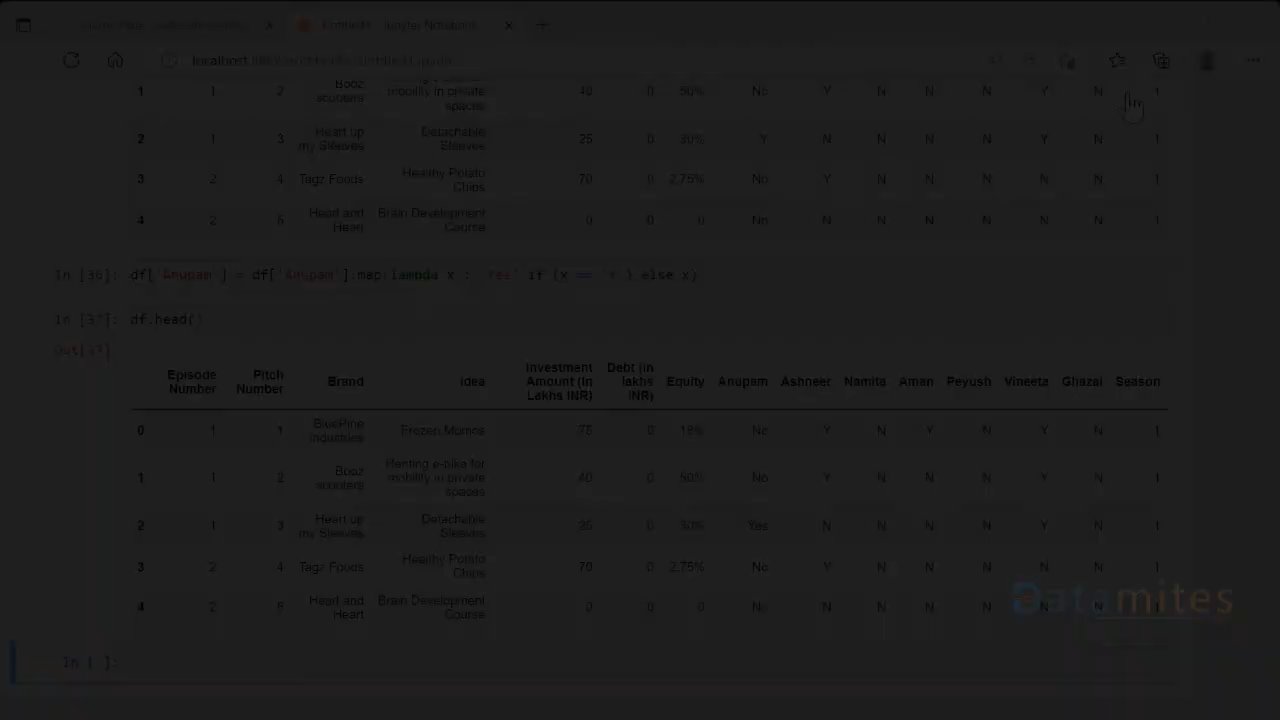 localhost
1 1 2 Booz scooters mobility in private spaces 40 0 50% No Y N N N Y N 1
2 1 3 Heart up my Sleeves Detachable Sleeves 25 0 30% Y N N N N Y N 1
3 2 4 Tagz Foods Healthy Potato Chips 70 0 2.75% No Y N N N N N 1
4 2 5 Head and Heart Brain Development Course 0 0 0 No N N N N N N 1
In [36]: df['Anupam'] = df['Anupam'].map(lambda x : 'Yes' if (x == 'Y') else x)
In [37]: df.head()
Out[37]:
Episode Number Pitch Number Brand Idea Investment Amount (In Lakhs INR) Debt (In lakhs INR) Equity Anupam Ashneer Namita Aman Peyush Vineeta Ghazal Season
0 1 1 BluePine Industries Frozen Momos 75 0 16% No Y N Y N Y N 1
1 1 2 Booz scooters Renting e-bike for mobility in private spaces 40 0 50% No Y N N N Y N 1
2 1 3 Heart up my Sleeves Detachable Sleeves 25 0 30% Yes N N N N Y N 1
3 2 4 Tagz Foods Healthy Potato Chips 70 0 2.75% No Y N N N N N 1
4 2 5 Head and Heart Brain Development Course 0 0 0 No N N N N N N 1
Datamites
In [ ]: